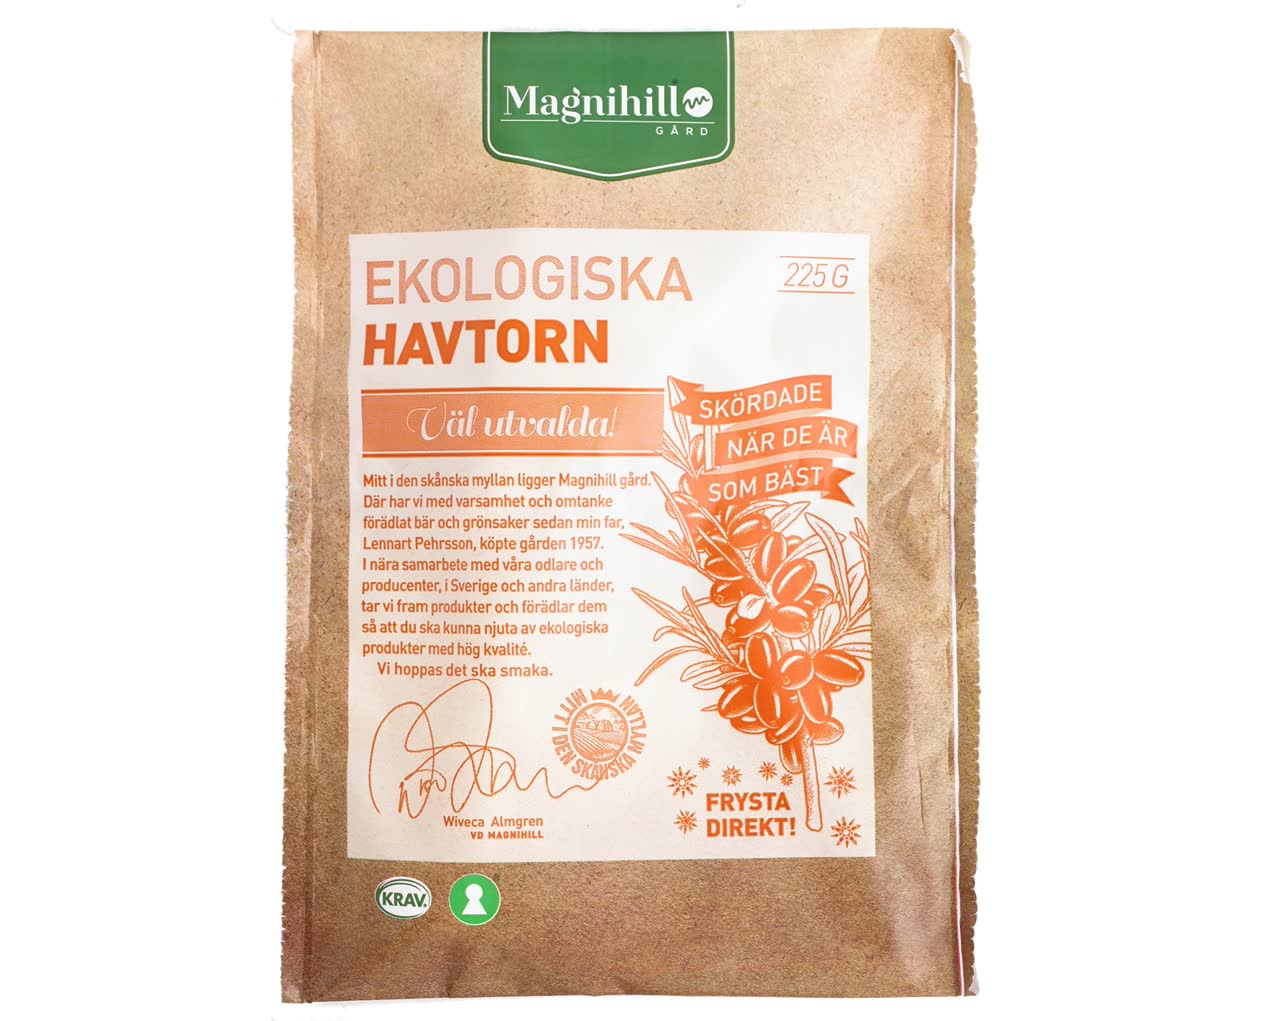 Magnihill
GÅRD
EKOLOGISKA
225 G
HAVTORN
Väl utvalda!
SKÖRDADE
NÄR DE ÄR
SOM BÄST
Mitt i den skånska myllan ligger Magnihill gård.
Där har vi med varsamhet och omtanke
förädlat bär och grönsaker sedan min far,
Lennart Pehrsson, köpte gården 1957.
I nära samarbete med våra odlare och
producenter, i Sverige och andra länder,
tar vi fram produkter och förädlar dem
så att du ska kunna njuta av ekologiska
produkter med hög kvalité.
Vi hoppas det ska smaka.
MITT I DEN SKÅNSKA MYLLAN
Wiveca Almgren
VD MAGNIHILL
FRYSTA
DIREKT!
KRAV